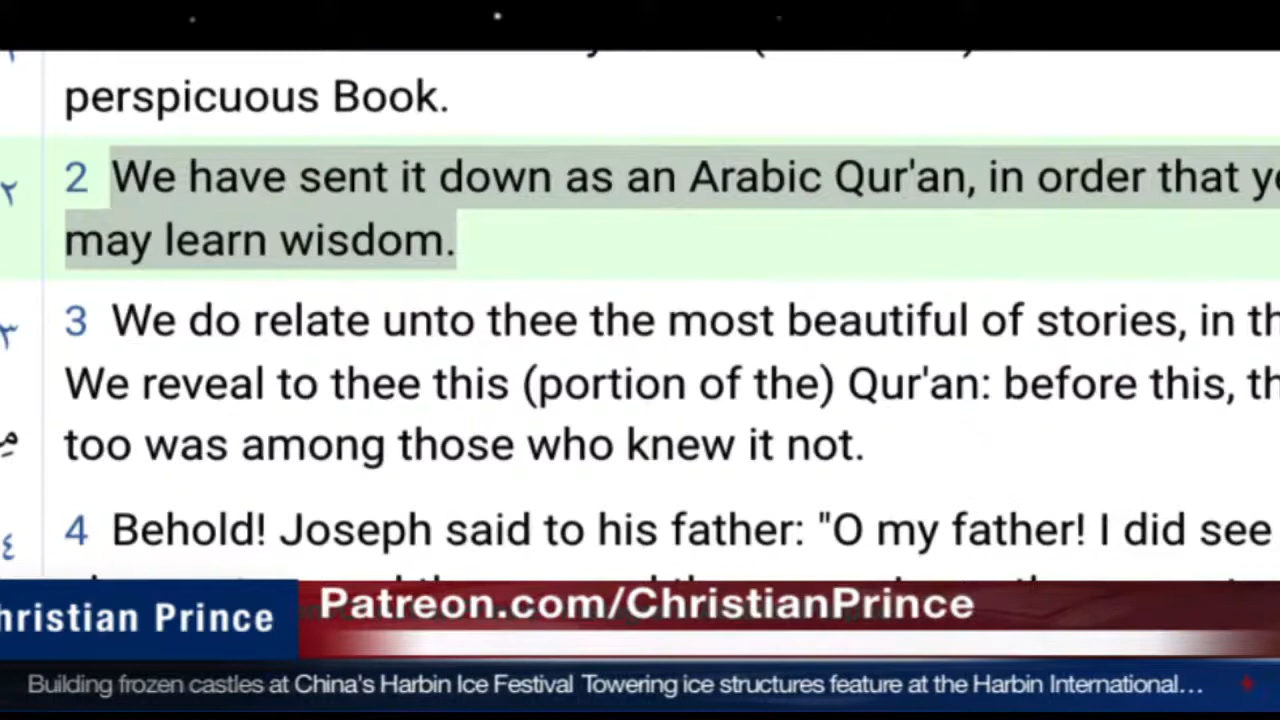 perspicuous Book.
2 We have sent it down as an Arabic Qur'an, in order that
may learn wisdom.
3 We do relate unto thee the most beautiful of stories, in
We reveal to thee this (portion of the) Qur'an: before this,
too was among those who knew it not.
4 Behold! Joseph said to his father: "O my father! I did see
hristian Prince
Patreon.com/ChristianPrince
Building frozen castles at China's Harbin Ice Festival Towering ice structures feature at the Harbin International...